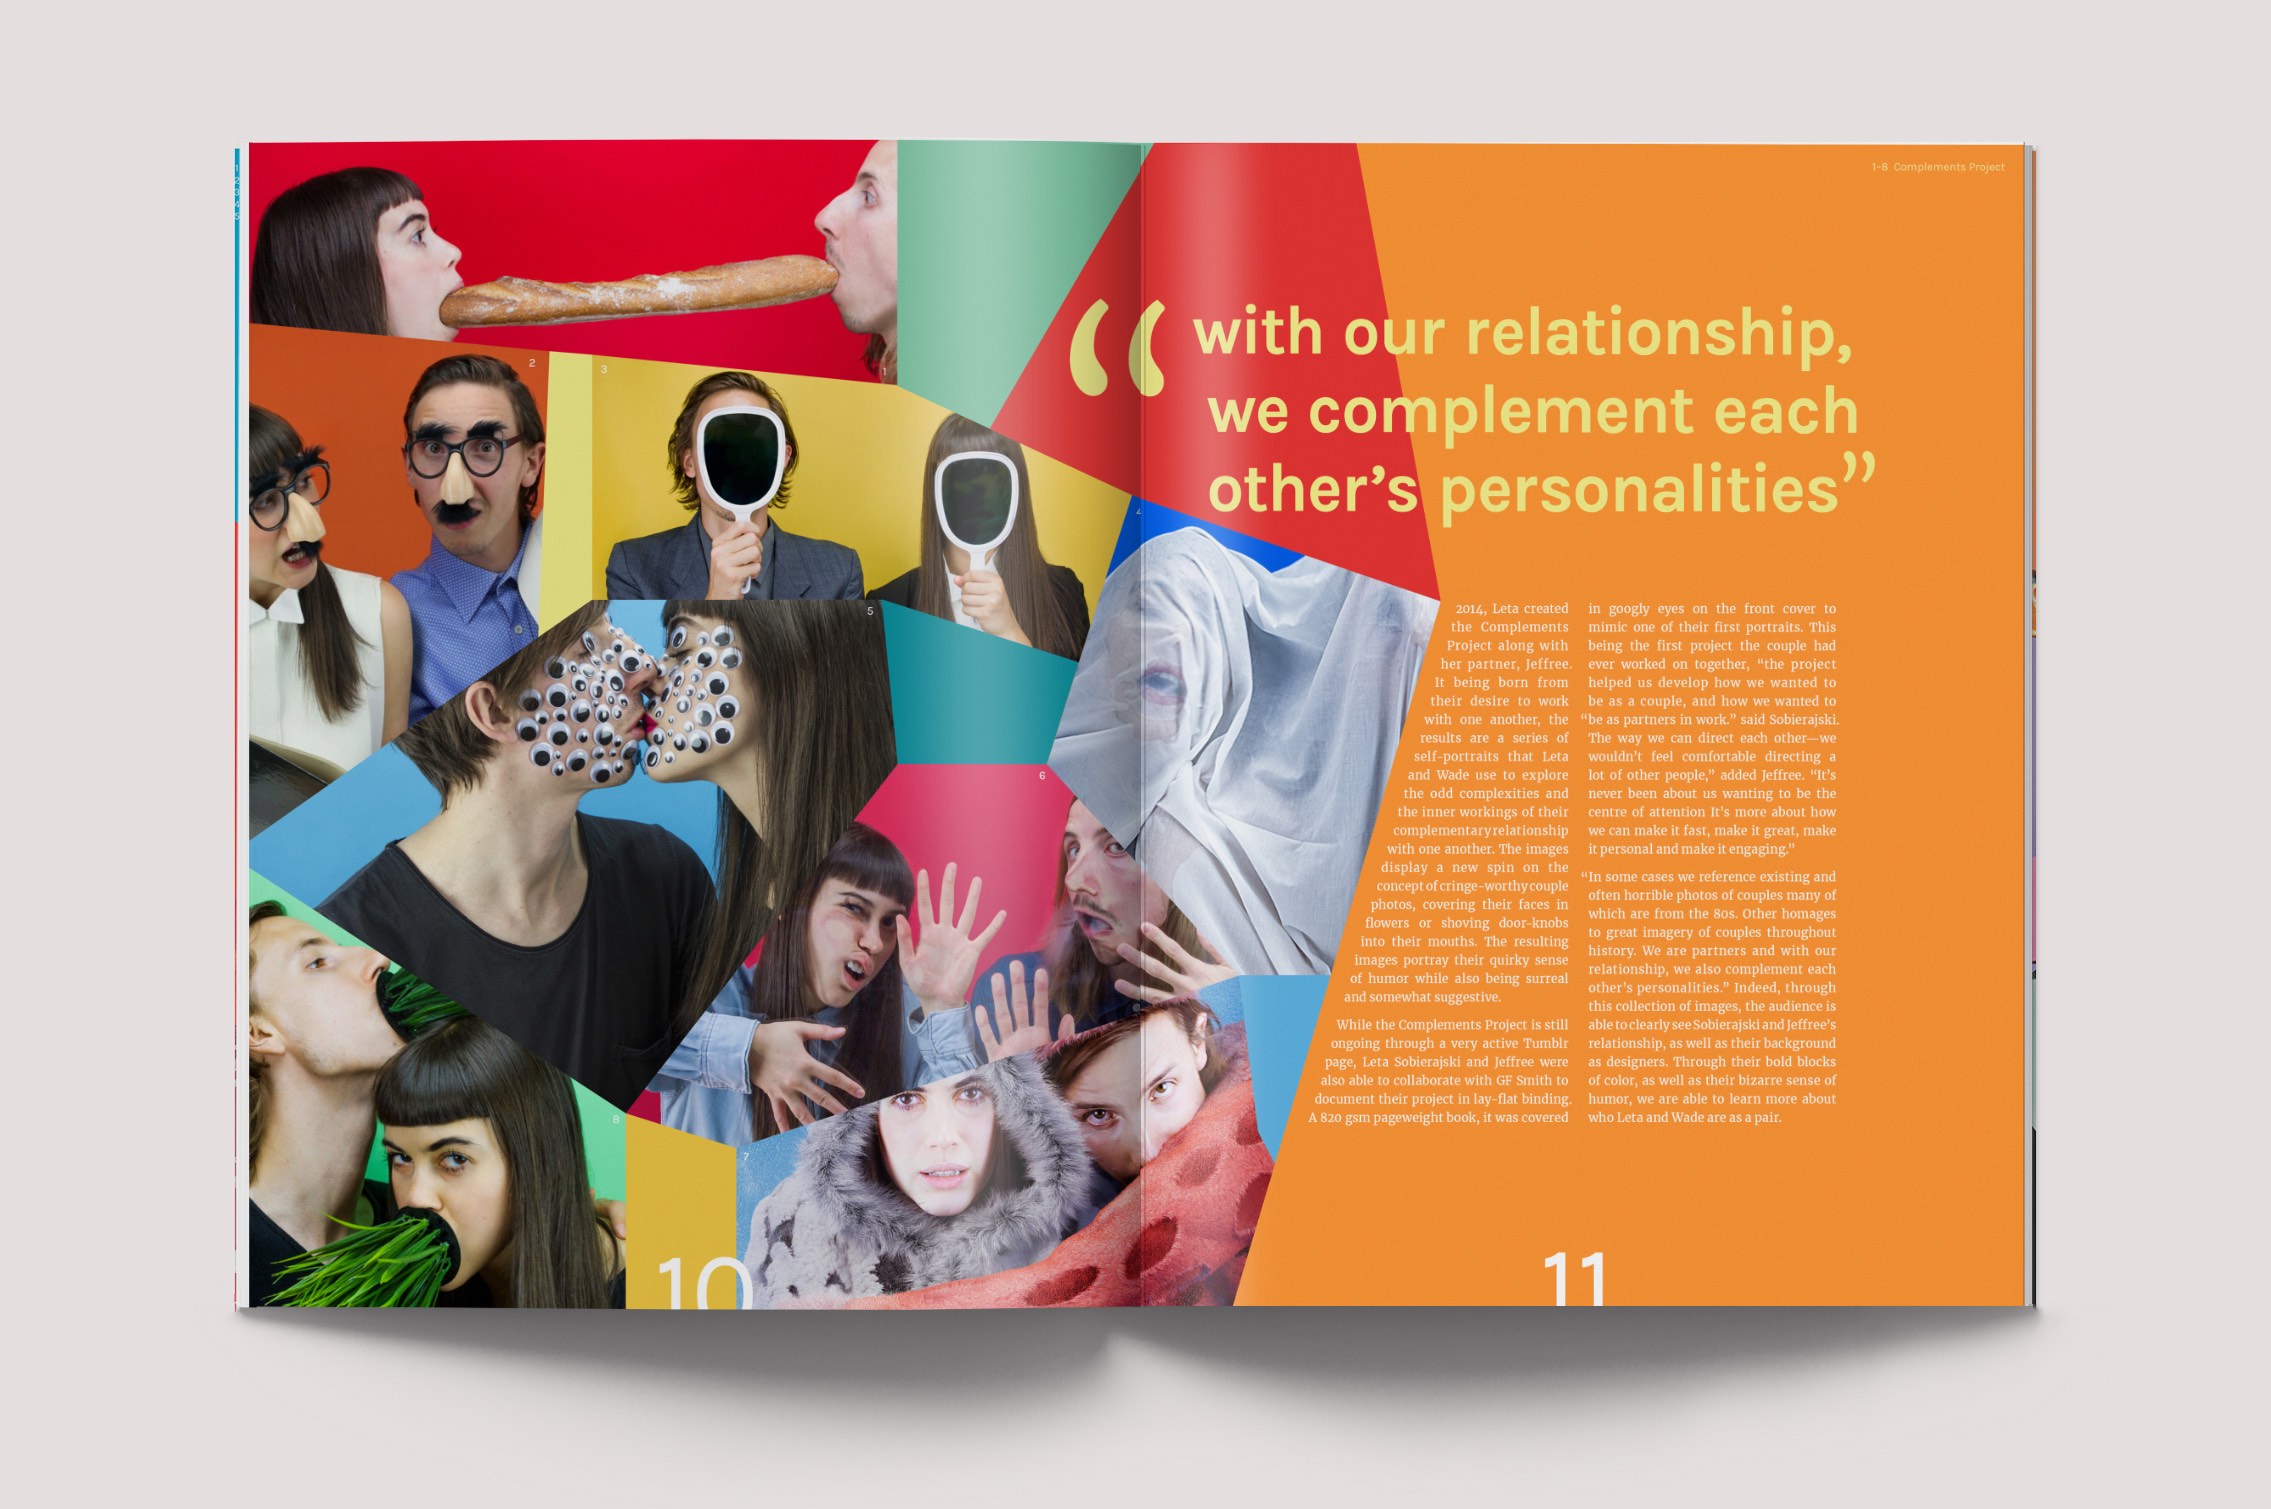 1-8 Complements Project
“with our relationship,
we complement each
other’s personalities”
1
2
3
4
5
6
7
8
2014, Leta created
the Complements
Project along with
her partner, Jeffree.
It being born from
their desire to work
with one another, the
results are a series of
self-portraits that Leta
and Wade use to explore
the odd complexities and
the inner workings of their
complementary relationship
with one another. The images
display a new spin on the
concept of cringe-worthy couple
photos, covering their faces in
flowers or shoving door-knobs
into their mouths. The resulting
images portray their quirky sense
of humor while also being surreal
and somewhat suggestive.
While the Complements Project is still
ongoing through a very active Tumblr
page, Leta Sobierajski and Jeffree were
also able to collaborate with GF Smith to
document their project in lay-flat binding.
A 820 gsm pageweight book, it was covered
in googly eyes on the front cover to
mimic one of their first portraits. This
being the first project the couple had
ever worked on together, “the project
helped us develop how we wanted to
be as a couple, and how we wanted to
“be as partners in work.” said Sobierajski.
The way we can direct each other—we
wouldn’t feel comfortable directing a
lot of other people,” added Jeffree. “It’s
never been about us wanting to be the
centre of attention It’s more about how
we can make it fast, make it great, make
it personal and make it engaging.”
“In some cases we reference existing and
often horrible photos of couples many of
which are from the 80s. Other homages
to great imagery of couples throughout
history. We are partners and with our
relationship, we also complement each
other’s personalities.” Indeed, through
this collection of images, the audience is
able to clearly see Sobierajski and Jeffree’s
relationship, as well as their background
as designers. Through their bold blocks
of color, as well as their bizarre sense of
humor, we are able to learn more about
who Leta and Wade are as a pair.
10
11